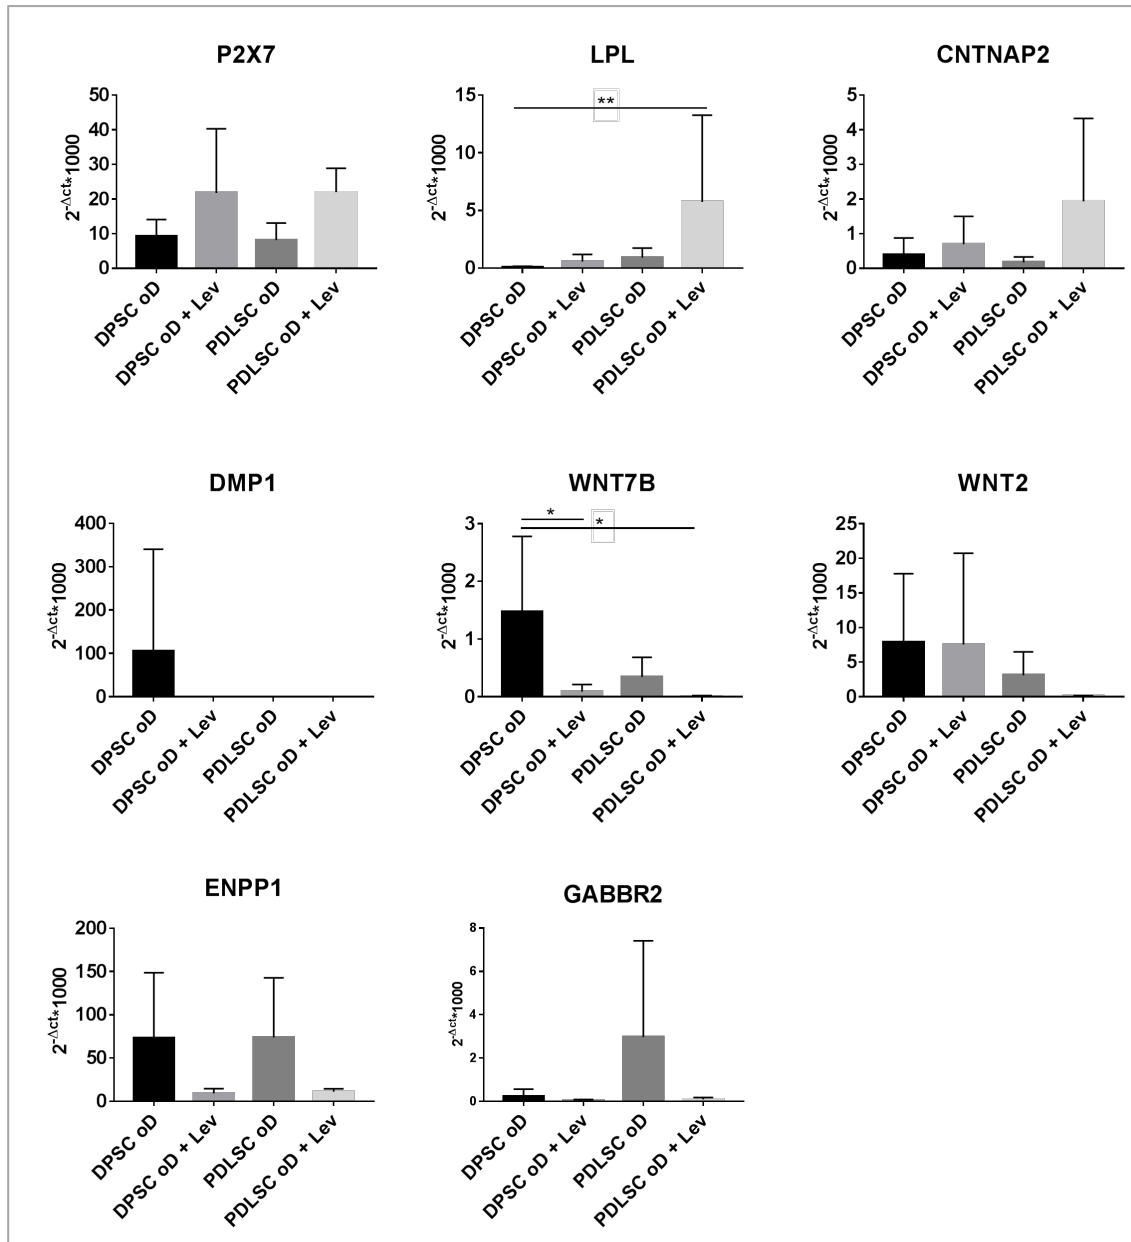 P2X7 LPL CNTNAP2
50 40 30 20 10 0
2^-Δct*1000
DPSC oD
DPSC oD + Lev
PDLSC oD
PDLSC oD + Lev
15 10 5 0
2^-Δct*1000
**
DPSC oD
DPSC oD + Lev
PDLSC oD
PDLSC oD + Lev
5 4 3 2 1 0
2^-Δct*1000
DPSC oD
DPSC oD + Lev
PDLSC oD
PDLSC oD + Lev
DMP1 WNT7B WNT2
400 300 200 100 0
2^-Δct*1000
DPSC oD
DPSC oD + Lev
PDLSC oD
PDLSC oD + Lev
3 2 1 0
2^-Δct*1000
*
*
DPSC oD
DPSC oD + Lev
PDLSC oD
PDLSC oD + Lev
25 20 15 10 5 0
2^-Δct*1000
DPSC oD
DPSC oD + Lev
PDLSC oD
PDLSC oD + Lev
ENPP1 GABBR2
200 150 100 50 0
2^-Δct*1000
DPSC oD
DPSC oD + Lev
PDLSC oD
PDLSC oD + Lev
8 6 4 2 0
2^-Δct*1000
DPSC oD
DPSC oD + Lev
PDLSC oD
PDLSC oD + Lev